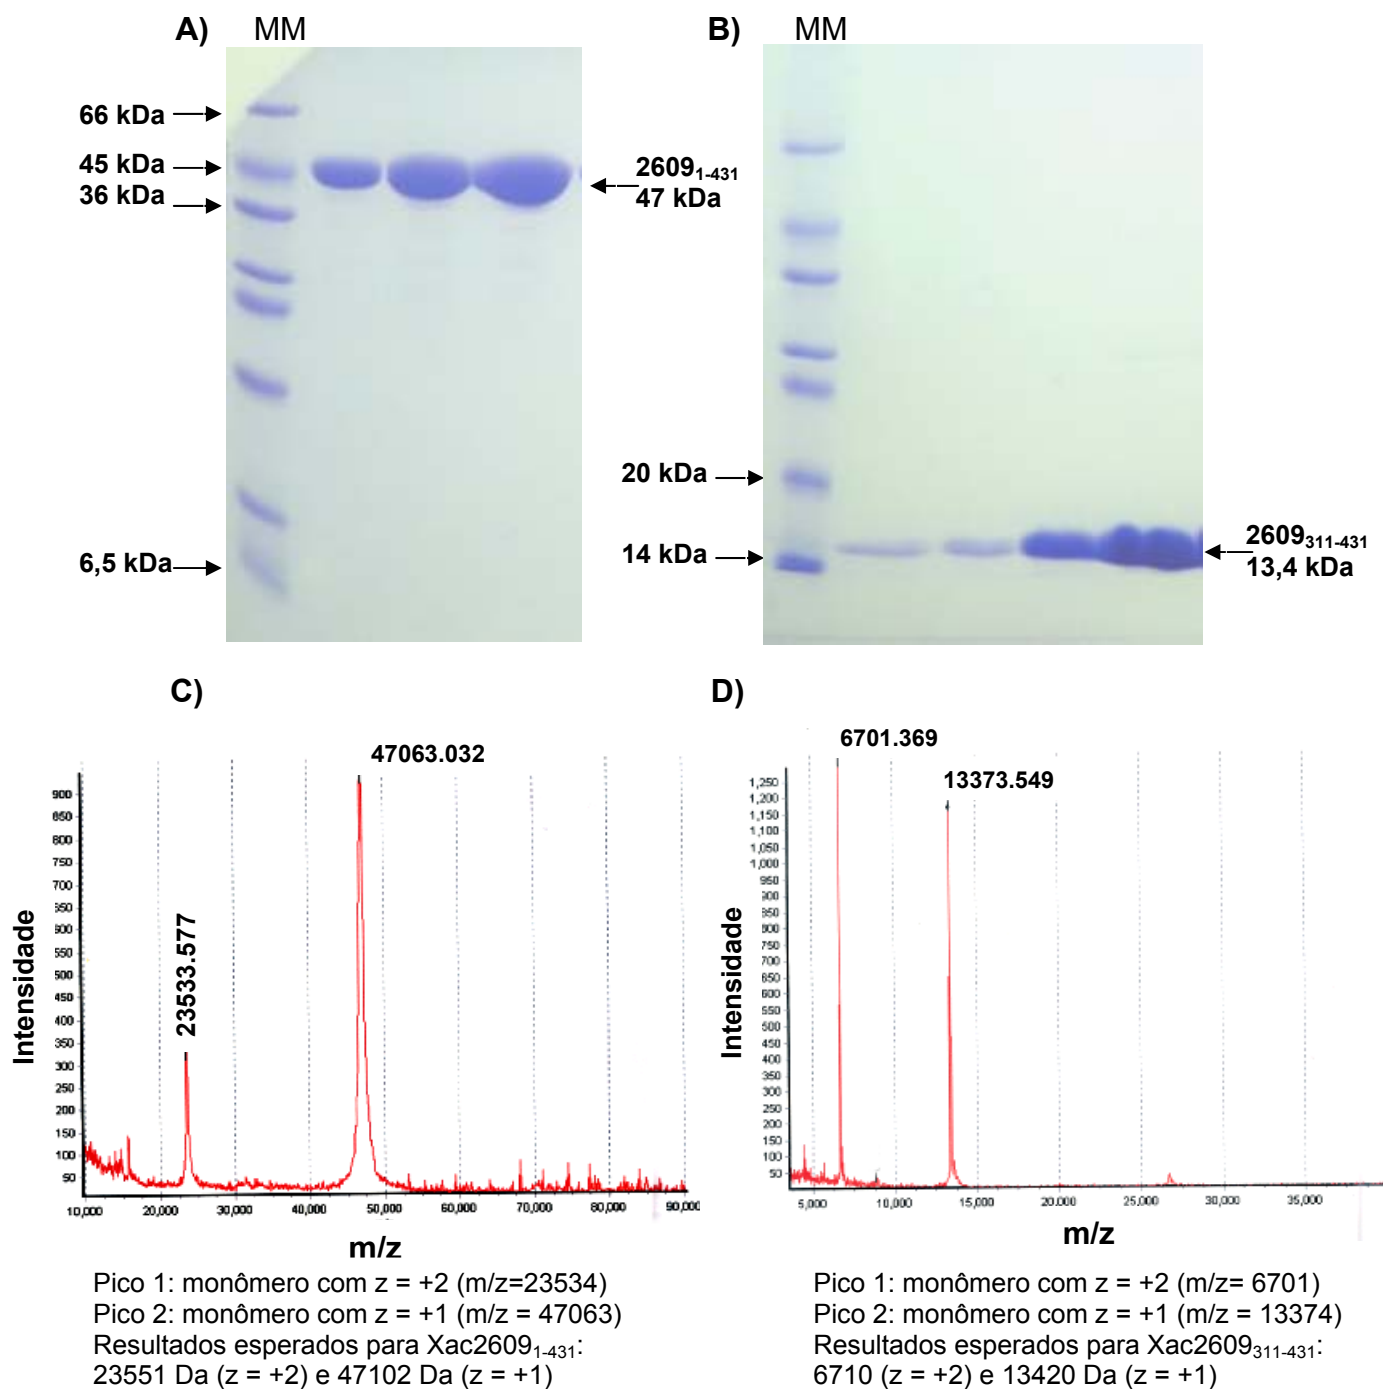 A) MM
66 kDa
45 kDa
36 kDa
6,5 kDa
2609₁₋₄₃₁
47 kDa
B) MM
20 kDa
14 kDa
2609₃₁₁₋₄₃₁
13,4 kDa
C)
47063.032
23533.577
Intensidade
900
850
800
750
700
650
600
550
500
450
400
350
300
250
200
150
100
50
10,000 20,000 30,000 40,000 50,000 60,000 70,000 80,000 90,000
m/z
Pico 1: monômero com z = +2 (m/z=23534)
Pico 2: monômero com z = +1 (m/z = 47063)
Resultados esperados para Xac2609₁₋₄₃₁:
23551 Da (z = +2) e 47102 Da (z = +1)
D)
6701.369
13373.549
Intensidade
1,250
1,200
1,150
1,100
1,050
1,000
950
900
850
800
750
700
650
600
550
500
450
400
350
300
250
200
150
100
50
5,000 10,000 15,000 20,000 25,000 30,000 35,000
m/z
Pico 1: monômero com z = +2 (m/z= 6701)
Pico 2: monômero com z = +1 (m/z = 13374)
Resultados esperados para Xac2609₃₁₁₋₄₃₁:
6710 (z = +2) e 13420 Da (z = +1)